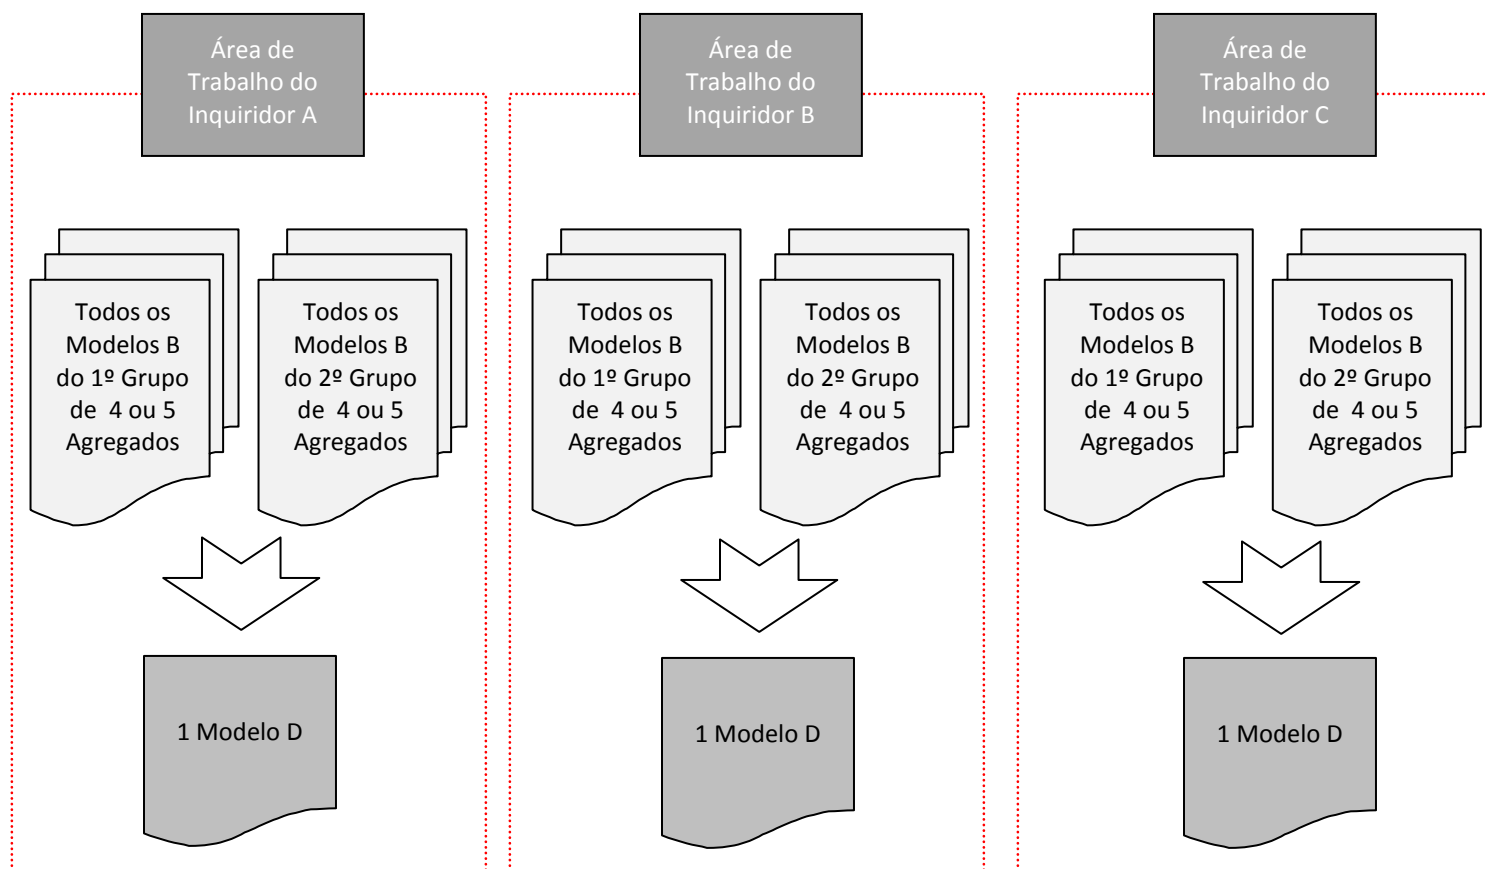 Área de
Trabalho do
Inquiridor A
Área de
Trabalho do
Inquiridor B
Área de
Trabalho do
Inquiridor C
Todos os
Modelos B
do 1º Grupo
de 4 ou 5
Agregados
Todos os
Modelos B
do 2º Grupo
de 4 ou 5
Agregados
Todos os
Modelos B
do 1º Grupo
de 4 ou 5
Agregados
Todos os
Modelos B
do 2º Grupo
de 4 ou 5
Agregados
Todos os
Modelos B
do 1º Grupo
de 4 ou 5
Agregados
Todos os
Modelos B
do 2º Grupo
de 4 ou 5
Agregados
1 Modelo D
1 Modelo D
1 Modelo D